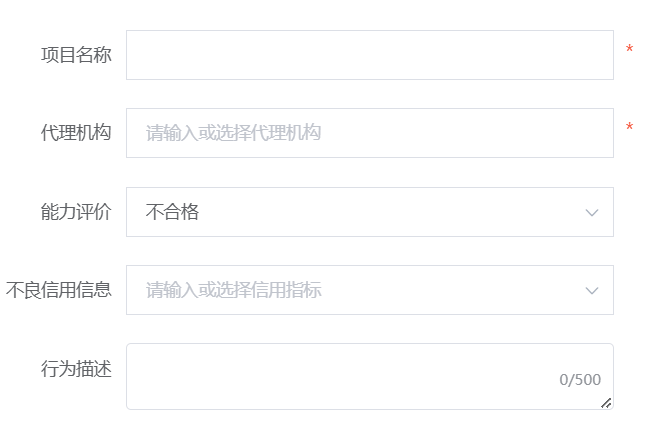 项目名称 *
代理机构 请输入或选择代理机构 *
能力评价 不合格
不良信用信息 请输入或选择信用指标
行为描述
0/500